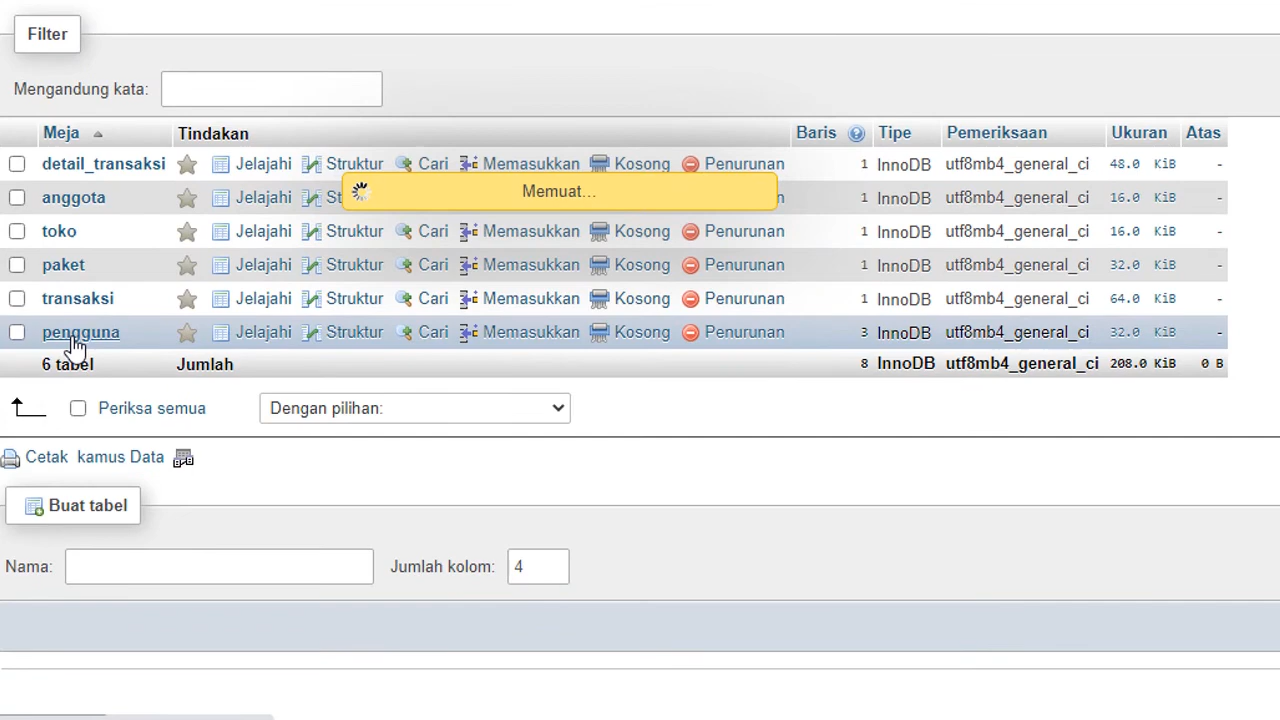 Filter
Mengandung kata:
Meja Tindakan Baris Tipe Pemeriksaan Ukuran Atas
detail_transaksi Jelajahi Struktur Cari Memasukkan Kosong Penurunan 1 InnoDB utf8mb4_general_ci 48.0 KiB -
Memuat...
anggota Jelajahi 1 InnoDB utf8mb4_general_ci 16.0 KiB -
toko Jelajahi Struktur Cari Memasukkan Kosong Penurunan 1 InnoDB utf8mb4_general_ci 16.0 KiB -
paket Jelajahi Struktur Cari Memasukkan Kosong Penurunan 1 InnoDB utf8mb4_general_ci 32.0 KiB -
transaksi Jelajahi Struktur Cari Memasukkan Kosong Penurunan 1 InnoDB utf8mb4_general_ci 64.0 KiB -
pengguna Jelajahi Struktur Cari Memasukkan Kosong Penurunan 3 InnoDB utf8mb4_general_ci 32.0 KiB -
6 tabel Jumlah 8 InnoDB utf8mb4_general_ci 208.0 KiB 0 B
Periksa semua Dengan pilihan:
Cetak kamus Data
Buat tabel
Nama: Jumlah kolom: 4